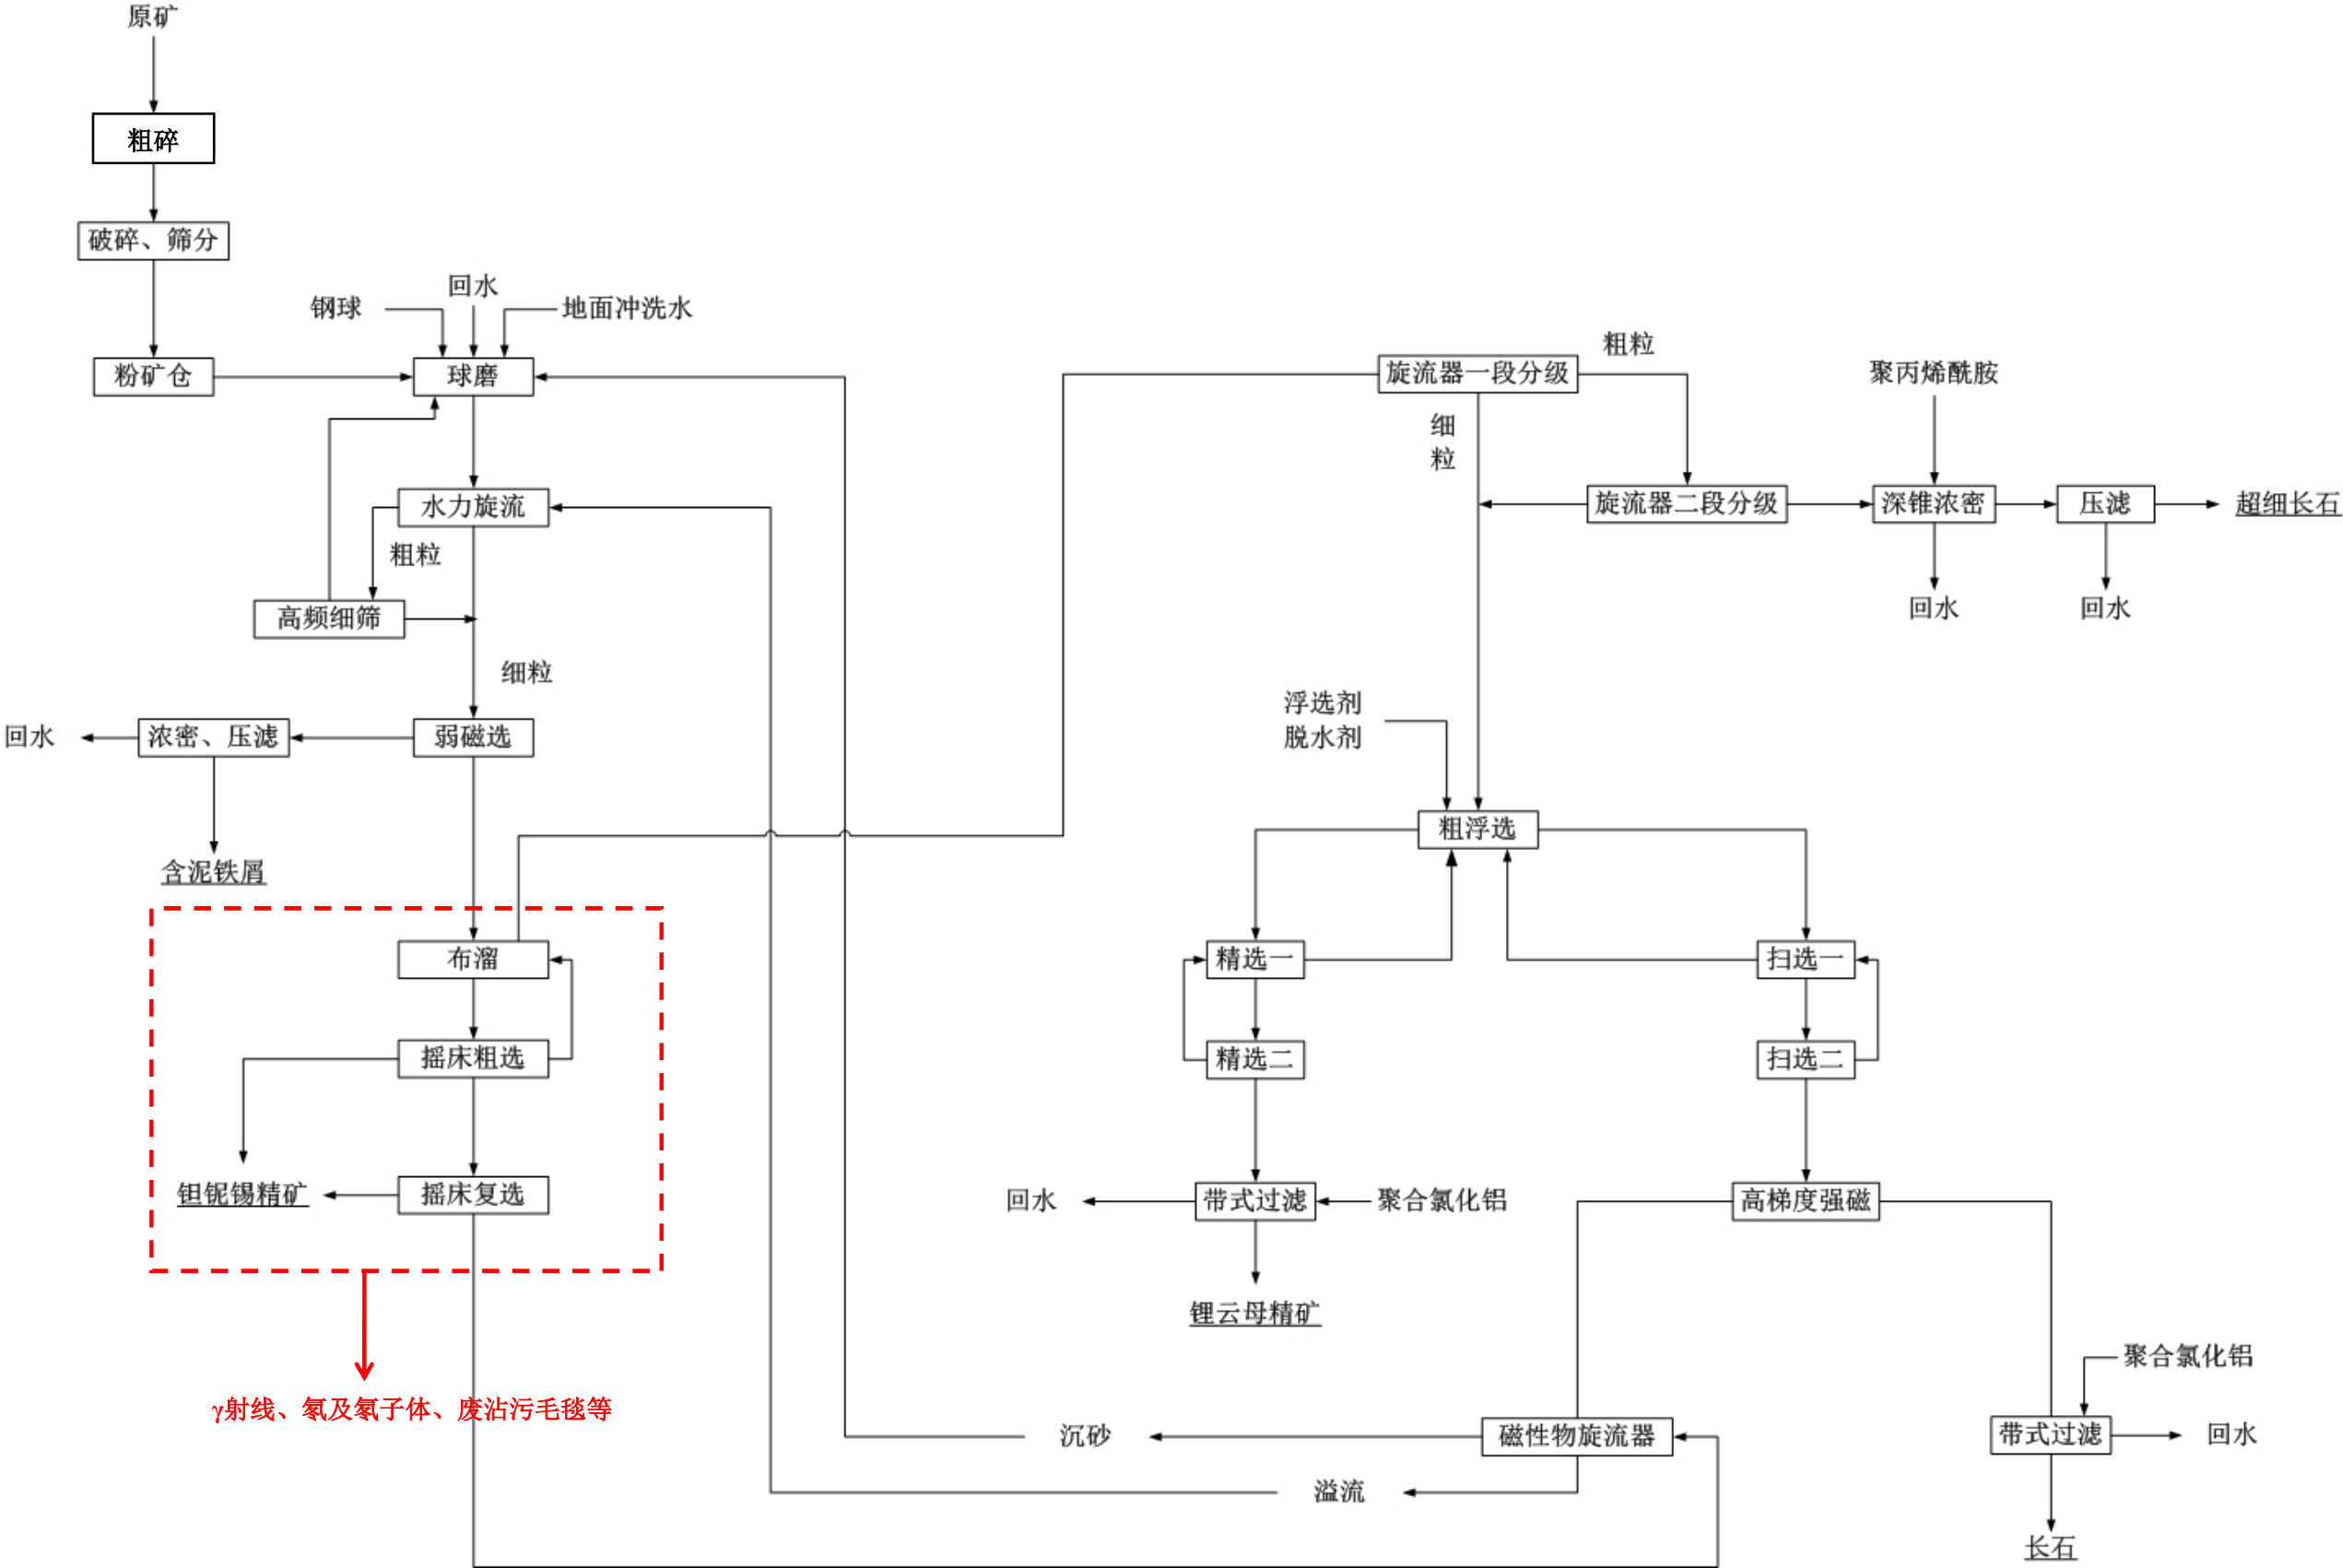 原矿
粗碎
破碎、筛分
粉矿仓
钢球
回水
地面冲洗水
球磨
水力旋流
粗粒
高频细筛
细粒
弱磁选
浓密、压滤
回水
含泥铁屑
布溜
摇床粗选
摇床复选
钽铌锡精矿
γ射线、氡及氡子体、废沾污毛毯等
旋流器一段分级
粗粒
细
粒
旋流器二段分级
聚丙烯酰胺
深锥浓密
压滤
超细长石
回水
回水
浮选剂
脱水剂
粗浮选
精选一
精选二
扫选一
扫选二
带式过滤
回水
聚合氯化铝
锂云母精矿
高梯度强磁
磁性物旋流器
沉砂
溢流
聚合氯化铝
带式过滤
回水
长石